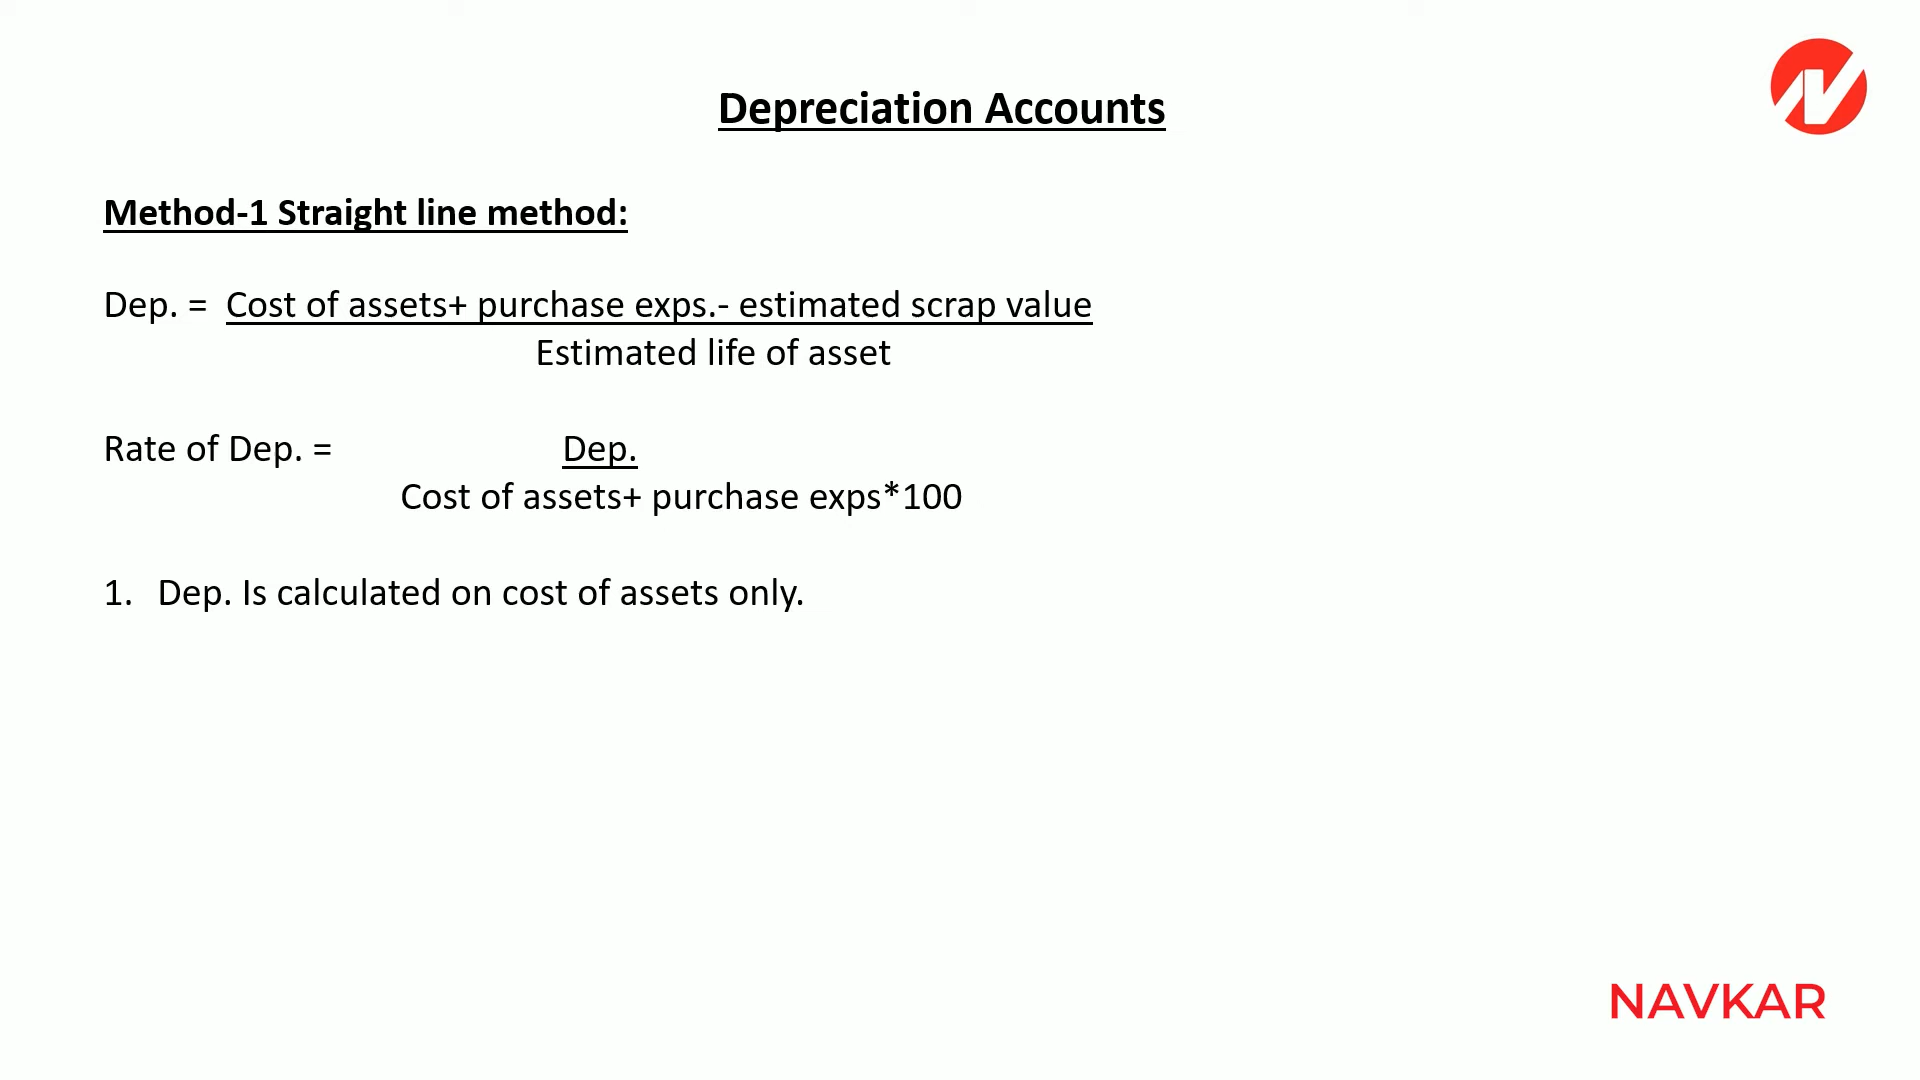 Depreciation Accounts
Method-1 Straight line method:
Dep. = Cost of assets+ purchase exps.- estimated scrap value
Estimated life of asset
Rate of Dep. = Dep.
Cost of assets+ purchase exps*100
1. Dep. Is calculated on cost of assets only.
NAVKAR